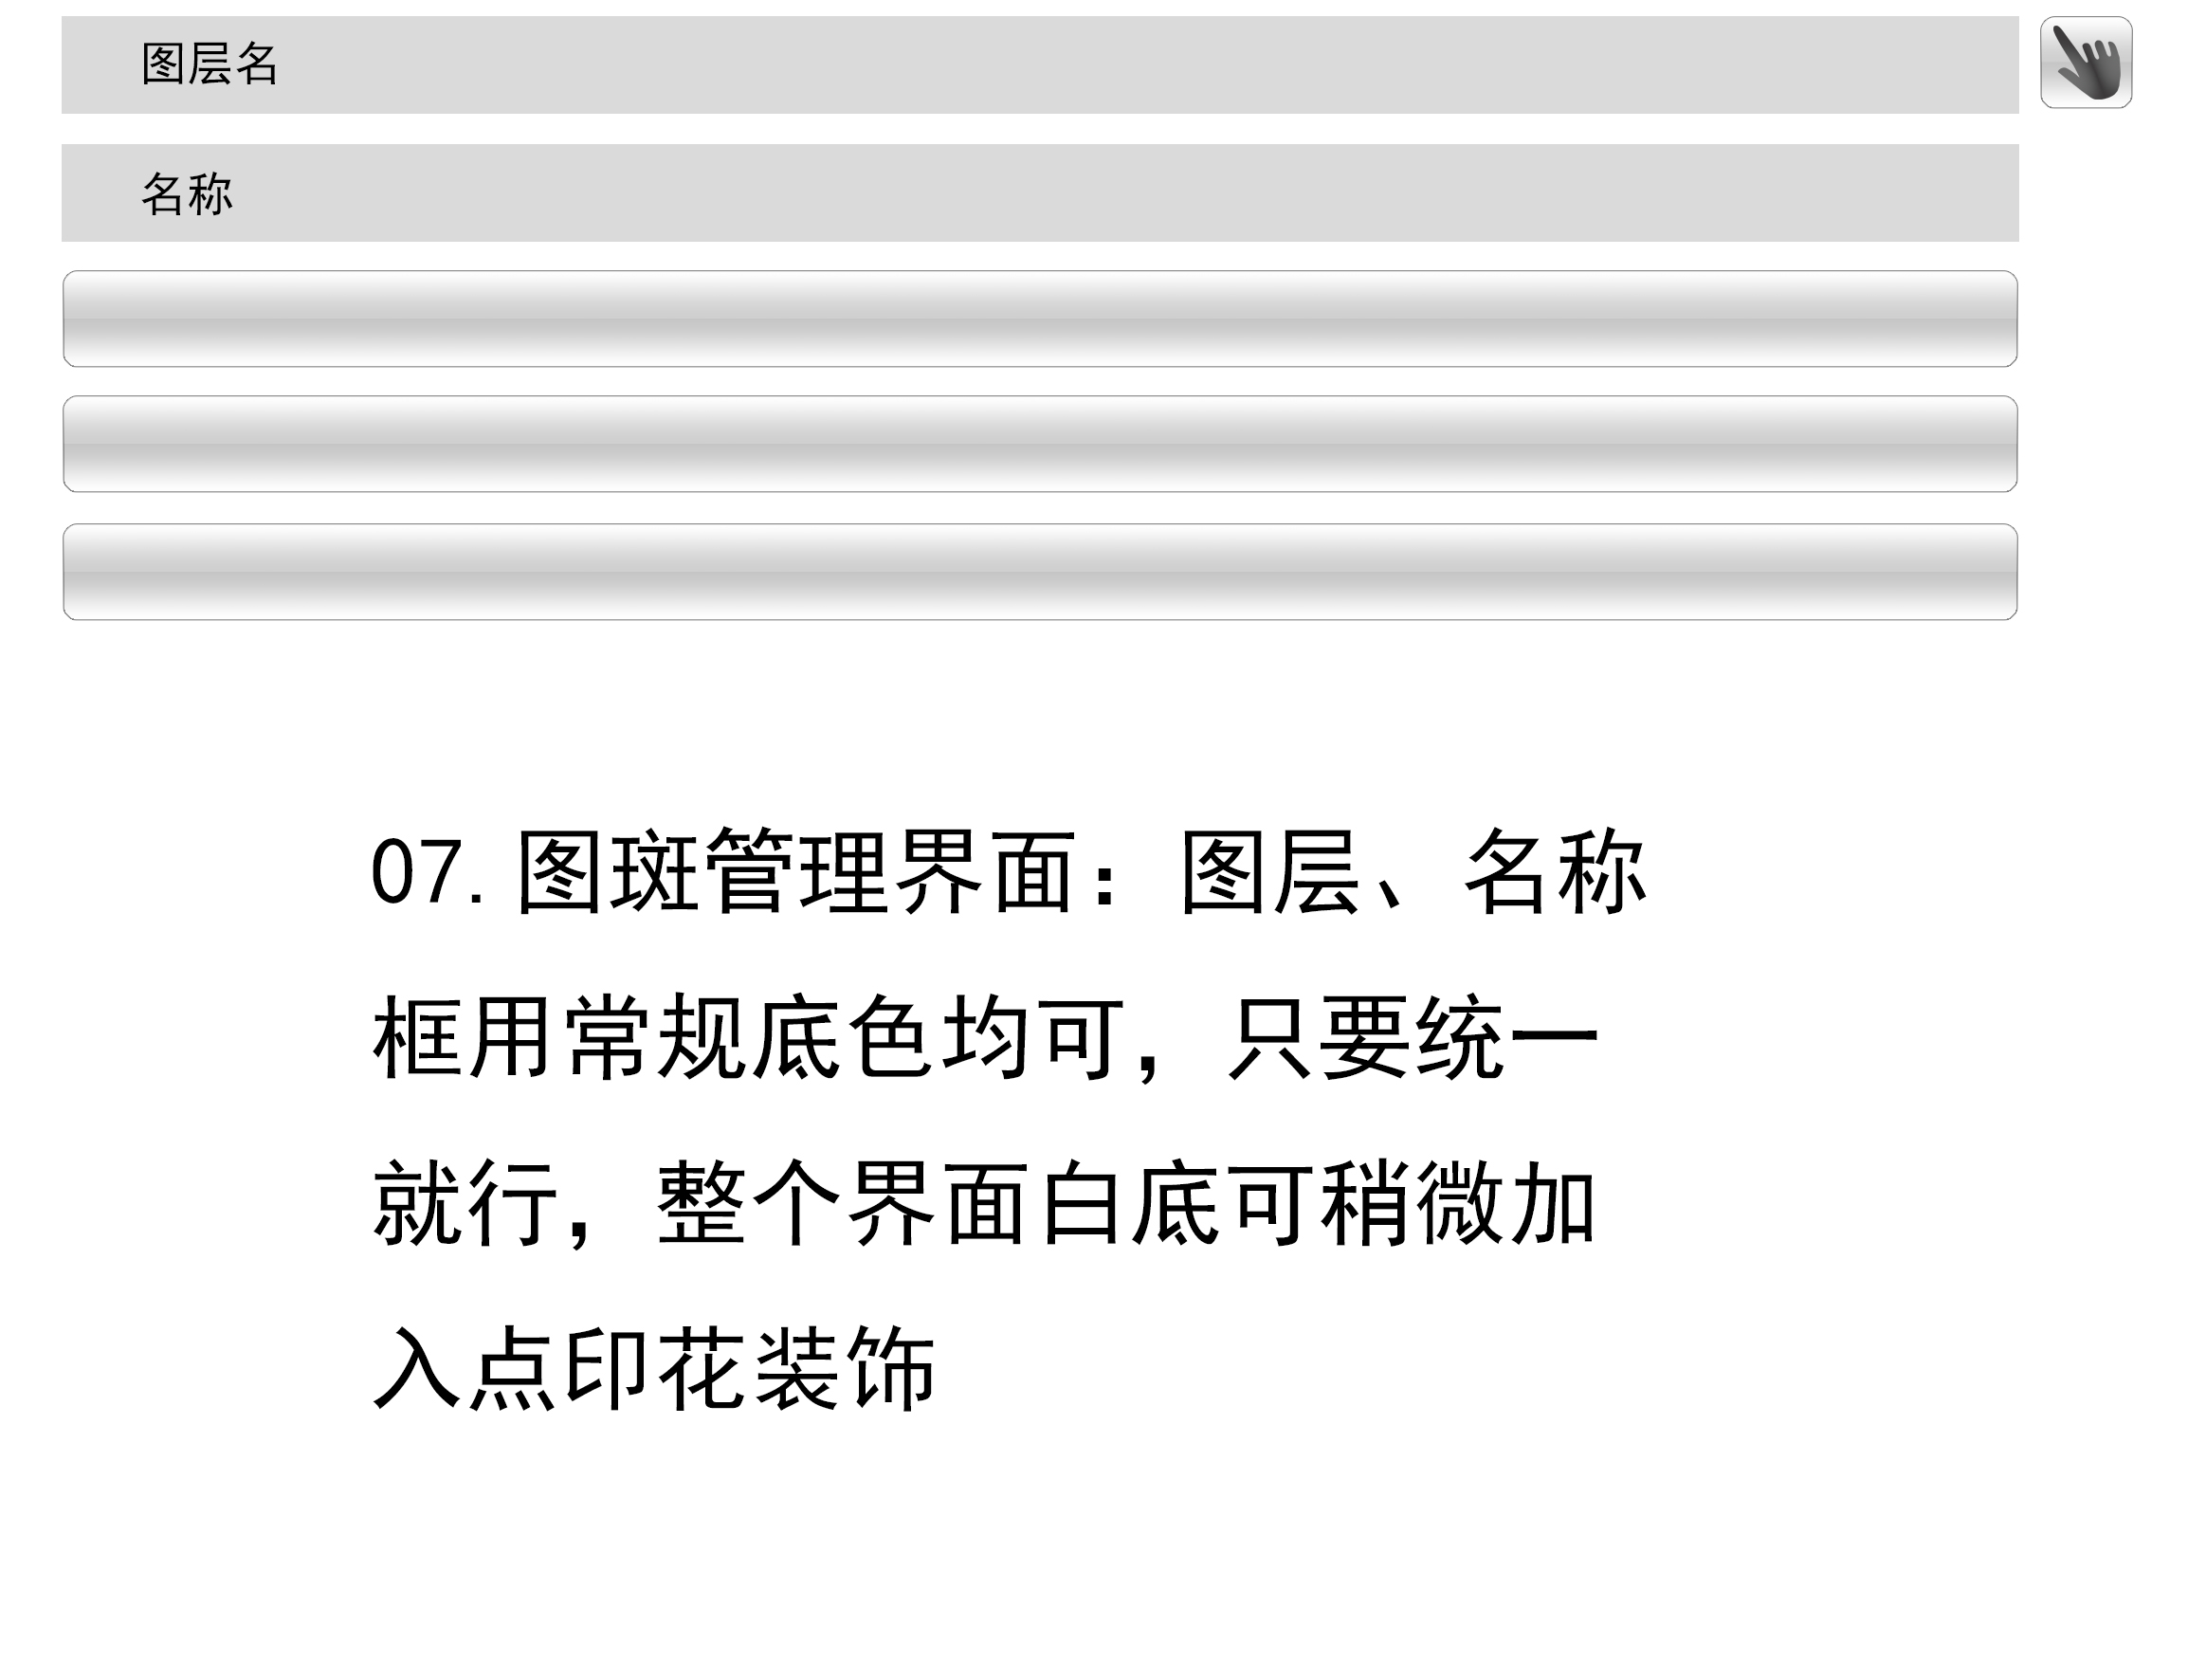 图层名
名称
07.图斑管理界面：图层、名称
框用常规底色均可，只要统一
就行，整个界面白底可稍微加
入点印花装饰